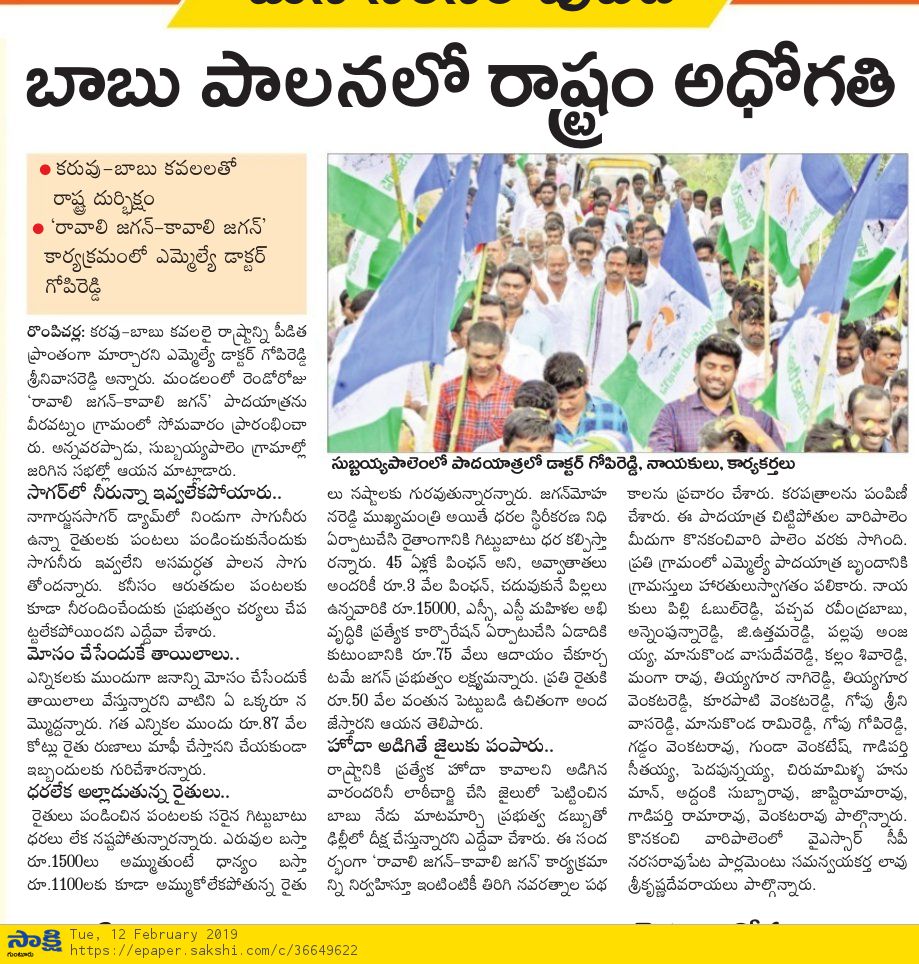 బాబు పాలనలో రాష్ట్రం అధోగతి
● కరువు-బాబు కవలలతో
రాష్ట్ర దుర్భిక్షం
● ‘రావాలి జగన్-కావాలి జగన్’
కార్యక్రమంలో ఎమ్మెల్యే డాక్టర్
గోపిరెడ్డి
రొంపిచర్ల: కరవు-బాబు కవలలై రాష్ట్రాన్ని పీడిత
ప్రాంతంగా మార్చారని ఎమ్మెల్యే డాక్టర్ గోపిరెడ్డి
శ్రీనివాసరెడ్డి అన్నారు. మండలంలో రెండోరోజు
‘రావాలి జగన్-కావాలి జగన్’ పాదయాత్రను
వీరవట్నం గ్రామంలో సోమవారం ప్రారంభించా
రు. అన్నవరప్పాడు, సుబ్బయ్యపాలెం గ్రామాల్లో
జరిగిన సభల్లో ఆయన మాట్లాడారు.
సాగర్‌లో నీరున్నా ఇవ్వలేకపోయారు..
నాగార్జునసాగర్ డ్యామ్‌లో నిండుగా సాగునీరు
ఉన్నా రైతులకు పంటలు పండించుకునేందుకు
సాగునీరు ఇవ్వలేని అసమర్థత పాలన సాగు
తోందన్నారు. కనీసం ఆరుతడుల పంటలకు
కూడా నీరందించేందుకు ప్రభుత్వం చర్యలు చేప
ట్టలేకపోయిందని ఎద్దేవా చేశారు.
మోసం చేసేందుకే తాయిలాలు..
ఎన్నికలకు ముందుగా జనాన్ని మోసం చేసేందుకే
తాయిలాలు వేస్తున్నారని వాటిని ఏ ఒక్కరూ న
మ్మొద్దన్నారు. గత ఎన్నికల ముందు రూ.87 వేల
కోట్లు రైతు రుణాలు మాఫీ చేస్తానని చేయకుండా
ఇబ్బందులకు గురిచేశారన్నారు.
ధరలేక అల్లాడుతున్న రైతులు..
రైతులు పండించిన పంటలకు సరైన గిట్టుబాటు
ధరలు లేక నష్టపోతున్నారన్నారు. ఎరువుల బస్తా
రూ.1500లు అమ్ముతుంటే ధాన్యం బస్తా
రూ.1100లకు కూడా అమ్ముకోలేకపోతున్న రైతు
సుబ్బయ్యపాలెంలో పాదయాత్రలో డాక్టర్ గోపిరెడ్డి, నాయకులు, కార్యకర్తలు
లు నష్టాలకు గురవుతున్నారన్నారు. జగన్‌మోహ
నరెడ్డి ముఖ్యమంత్రి అయితే ధరల స్థిరీకరణ నిధి
ఏర్పాటుచేసి రైతాంగానికి గిట్టుబాటు ధర కల్పిస్తా
రన్నారు. 45 ఏళ్లకే పింఛన్ అని, అవ్వాతాతలు
అందరికీ రూ.3 వేల పింఛన్, చదువుకునే పిల్లలు
ఉన్నవారికి రూ.15000, ఎస్సీ, ఎస్టీ మహిళల అభి
వృద్ధికి ప్రత్యేక కార్పొరేషన్ ఏర్పాటుచేసి ఏడాదికి
కుటుంబానికి రూ.75 వేలు ఆదాయం చేకూర్చ
టమే జగన్ ప్రభుత్వం లక్ష్యమన్నారు. ప్రతి రైతుకి
రూ.50 వేల వంతున పెట్టుబడి ఉచితంగా అంద
జేస్తారని ఆయన తెలిపారు.
హోదా అడిగితే జైలుకు పంపారు..
రాష్ట్రానికి ప్రత్యేక హోదా కావాలని అడిగిన
వారందరినీ లాఠీచార్జి చేసి జైలులో పెట్టించిన
బాబు నేడు మాటమార్చి ప్రభుత్వ డబ్బుతో
ఢిల్లీలో దీక్ష చేస్తున్నారని ఎద్దేవా చేశారు. ఈ సంద
ర్భంగా ‘రావాలి జగన్-కావాలి జగన్’ కార్యక్రమా
న్ని నిర్వహిస్తూ ఇంటింటికీ తిరిగి నవరత్నాల పథ
కాలను ప్రచారం చేశారు. కరపత్రాలను పంపిణీ
చేశారు. ఈ పాదయాత్ర చిట్టిపోతుల వారిపాలెం
మీదుగా కొనకంచివారి పాలెం వరకు సాగింది.
ప్రతి గ్రామంలో ఎమ్మెల్యే పాదయాత్ర బృందానికి
గ్రామస్తులు హారతులుస్వాగతం పలికారు. నాయ
కులు పిల్లి ఓబుల్‌రెడ్డి, పచ్చవ రవీంద్రబాబు,
అన్నెంపున్నారెడ్డి, జి.ఉత్తమరెడ్డి, పల్లపు అంజ
య్య, మానుకొండ వాసుదేవరెడ్డి, కల్లం శివారెడ్డి,
మంగా రావు, తియ్యగూర నాగిరెడ్డి, తియ్యగూర
వెంకటరెడ్డి, కూరపాటి వెంకటరెడ్డి, గోపు శ్రీని
వాసరెడ్డి, మానుకొండ రామిరెడ్డి, గోపు గోపిరెడ్డి,
గడ్డం వెంకటరావు, గుండా వెంకటేష్, గాడిపర్తి
సీతయ్య, పెదపున్నయ్య, చిరుమామిళ్ళ హను
మాన్, అద్దంకి సుబ్బారావు, జాష్టిరామారావు,
గాడిపర్తి రామారావు, వెంకటరావు పాల్గొన్నారు.
కొనకంచి వారిపాలెంలో వైఎస్సార్ సీపీ
నరసరావుపేట పార్లమెంటు సమన్వయకర్త లావు
శ్రీకృష్ణదేవరాయలు పాల్గొన్నారు.
సాక్షి
గుంటూరు
Tue, 12 February 2019
https://epaper.sakshi.com/c/36649622